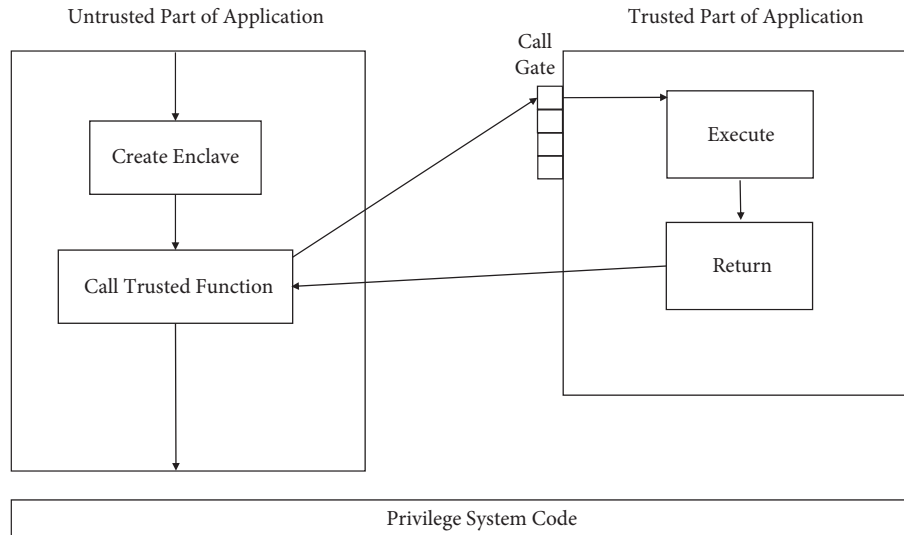 Untrusted Part of Application
Trusted Part of Application
Call
Gate
Create Enclave
Execute
Call Trusted Function
Return
Privilege System Code